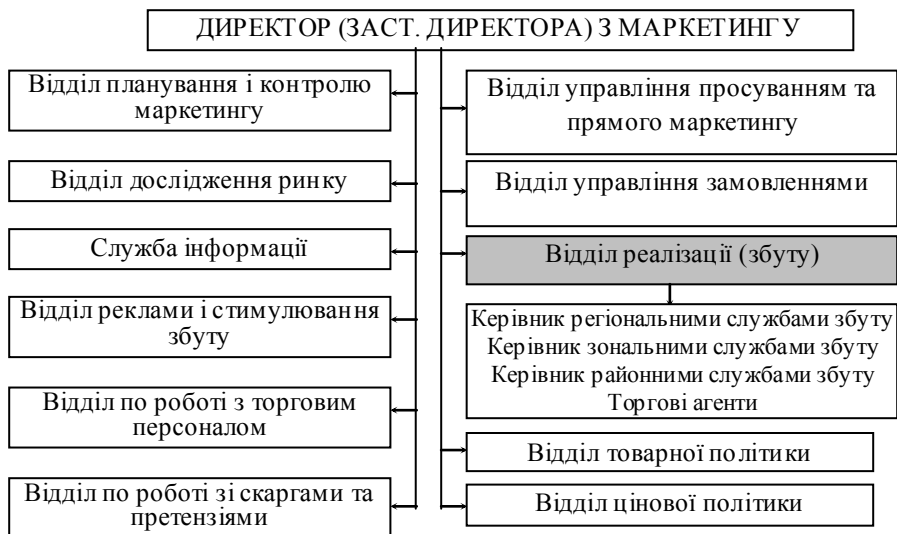 ДИРЕКТОР (ЗАСТ. ДИРЕКТОРА) З МАРКЕТИНГУ
Відділ планування і контролю
маркетингу
Відділ дослідження ринку
Служба інформації
Відділ реклами і стимулювання
збуту
Відділ по роботі з торговим
персоналом
Відділ по роботі зі скаргами та
претензіями
Відділ управління просуванням та
прямого маркетингу
Відділ управління замовленнями
Відділ реалізації (збуту)
Керівник регіональними службами збуту
Керівник зональними службами збуту
Керівник районними службами збуту
Торгові агенти
Відділ товарної політики
Відділ цінової політики